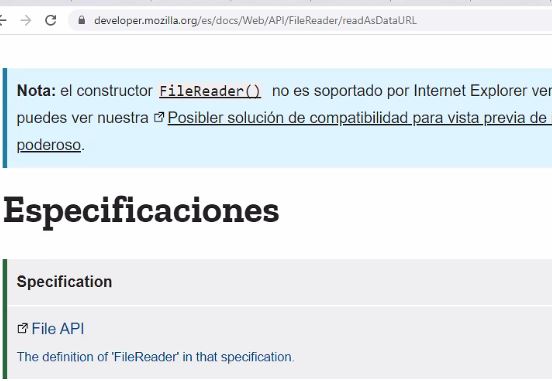 developer.mozilla.org/es/docs/Web/API/FileReader/readAsDataURL
Nota: el constructor FileReader() no es soportado por Internet Explorer
puedes ver nuestra Posibler solución de compatibilidad para vista previa de
poderoso.
Especificaciones
Specification
File API
The definition of 'FileReader' in that specification.